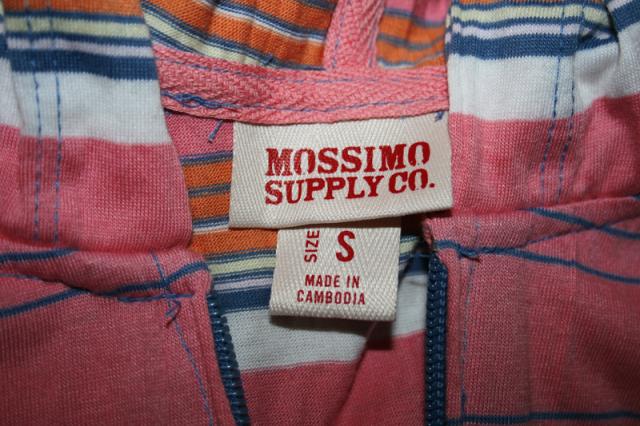 MOSSIMO
SUPPLY CO.
SIZE S
MADE IN
CAMBODIA